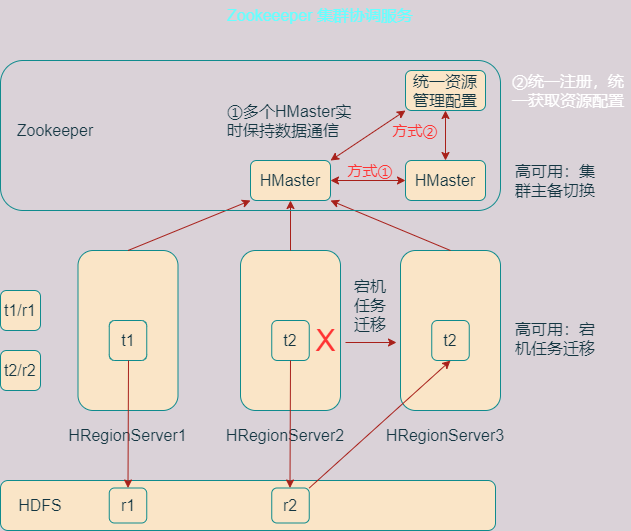 Zookeeeper 集群协调服务
统一资源
管理配置
②统一注册，统
一获取资源配置
①多个HMaster实
时保持数据通信
Zookeeper
方式②
方式①
HMaster
HMaster
高可用：集
群主备切换
宕机
任务
迁移
t1/r1
t1
t2
X
t2
高可用：宕
机任务迁移
t2/r2
HRegionServer1
HRegionServer2
HRegionServer3
HDFS
r1
r2